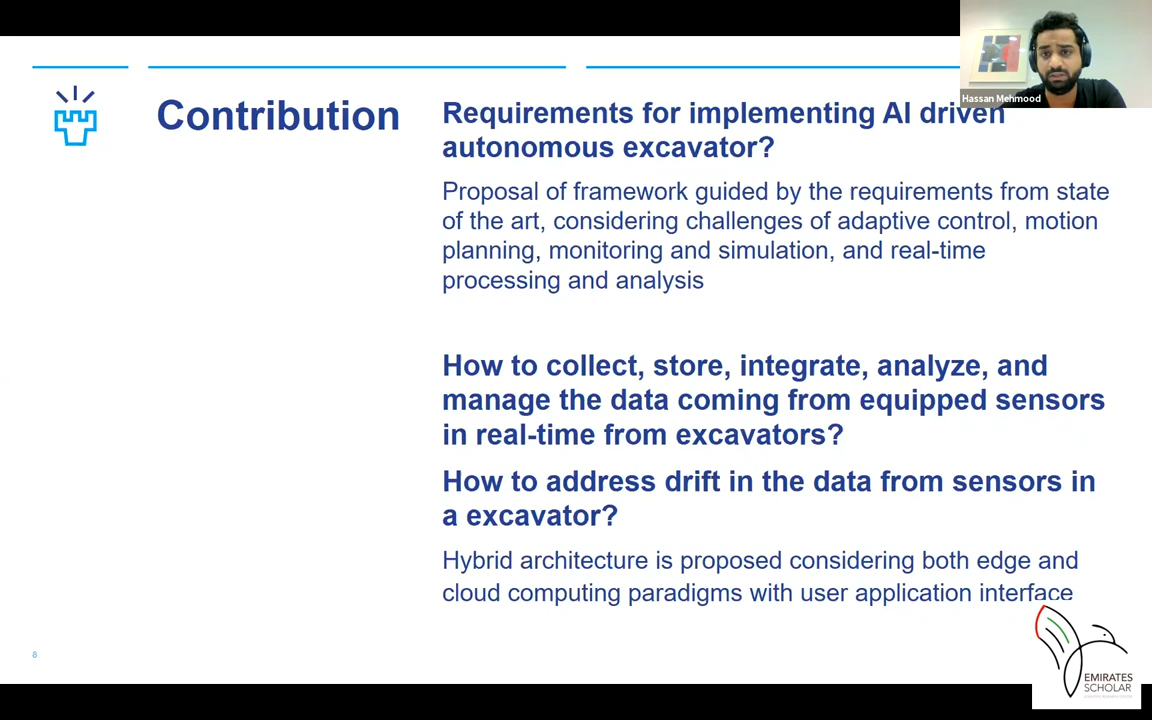 Hassan Mehmood
Contribution
Requirements for implementing AI driven
autonomous excavator?
Proposal of framework guided by the requirements from state
of the art, considering challenges of adaptive control, motion
planning, monitoring and simulation, and real-time
processing and analysis
How to collect, store, integrate, analyze, and
manage the data coming from equipped sensors
in real-time from excavators?
How to address drift in the data from sensors in
a excavator?
Hybrid architecture is proposed considering both edge and
cloud computing paradigms with user application interface
8
EMIRATES
SCHOLAR